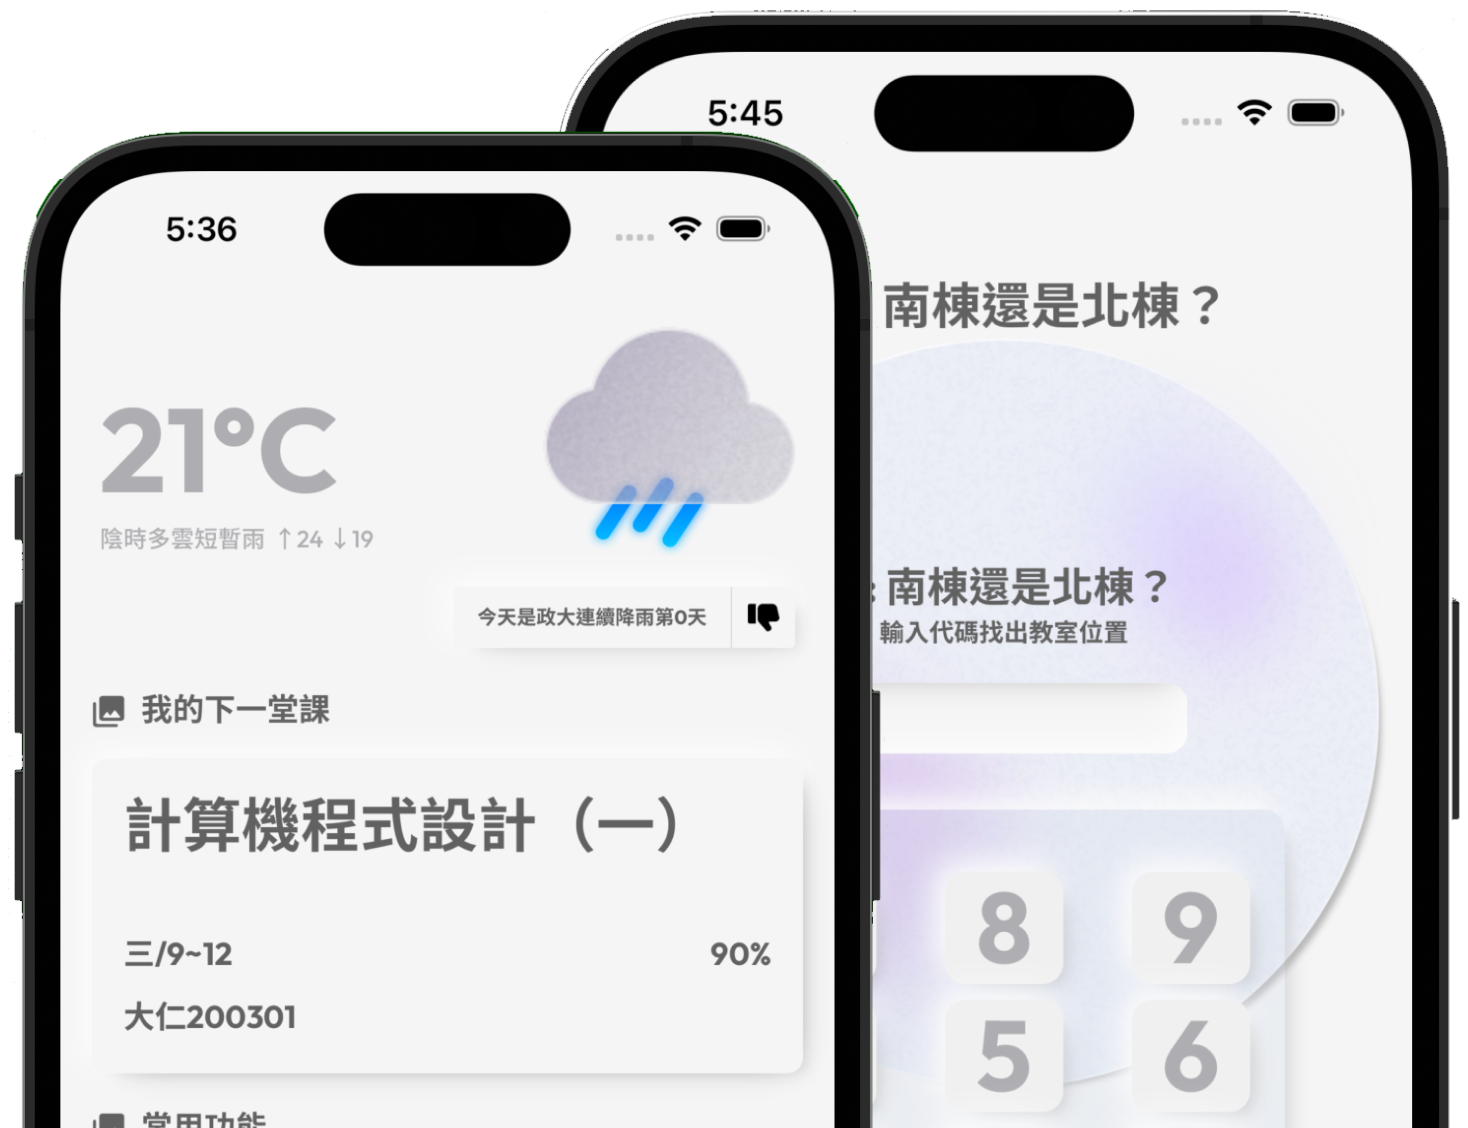 5:36
21°C
陰時多雲短暫雨 ↑24 ↓19
今天是政大連續降雨第0天
我的下一堂課
計算機程式設計（一）
三/9~12
90%
大仁200301
常用功能
5:45
南棟還是北棟？
: 南棟還是北棟？
輸入代碼找出教室位置
8
9
5
6